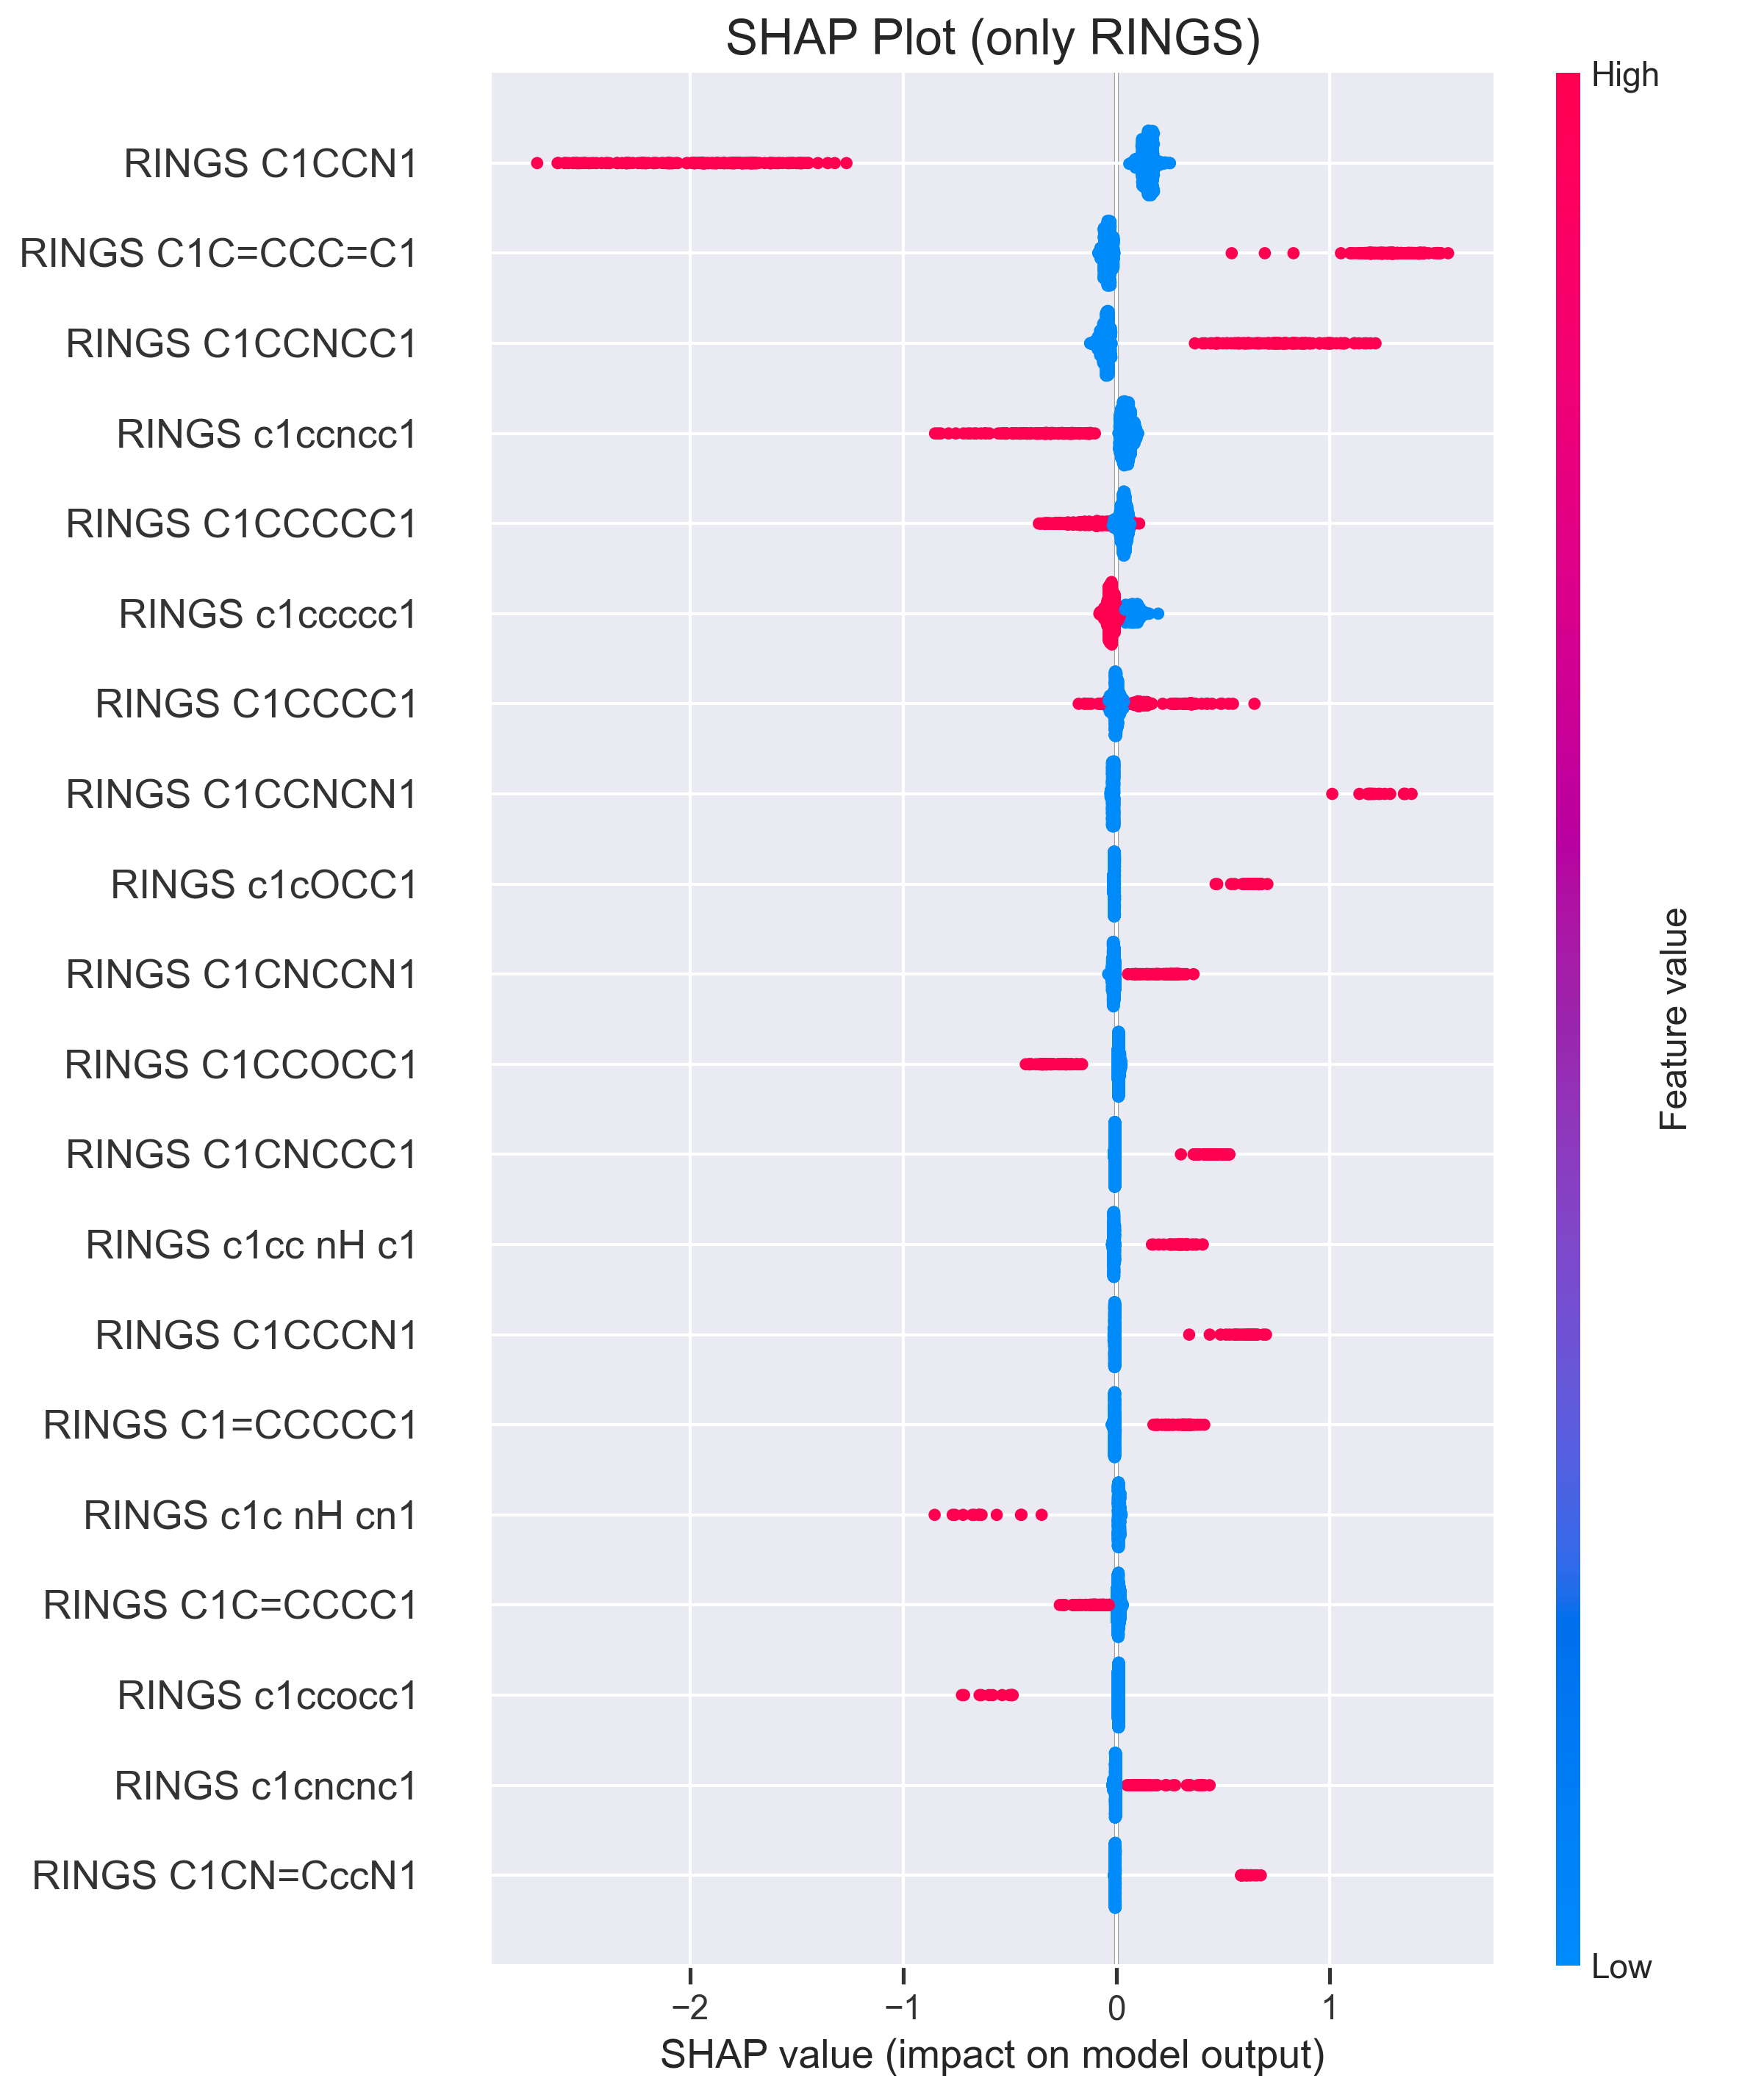 SHAP Plot (only RINGS)
High
RINGS C1CCN1
RINGS C1C=CCC=C1
RINGS C1CCNCC1
RINGS c1ccncc1
RINGS C1CCCCC1
RINGS c1ccccc1
RINGS C1CCCC1
RINGS C1CCNCN1
RINGS c1cOCC1
RINGS C1CNCCN1
RINGS C1CCOCC1
RINGS C1CNCCC1
RINGS c1cc nH c1
RINGS C1CCCN1
RINGS C1=CCCCC1
RINGS c1c nH cn1
RINGS C1C=CCCC1
RINGS c1ccocc1
RINGS c1cncnc1
RINGS C1CN=CccN1
Feature value
Low
−2 −1 0 1
SHAP value (impact on model output)